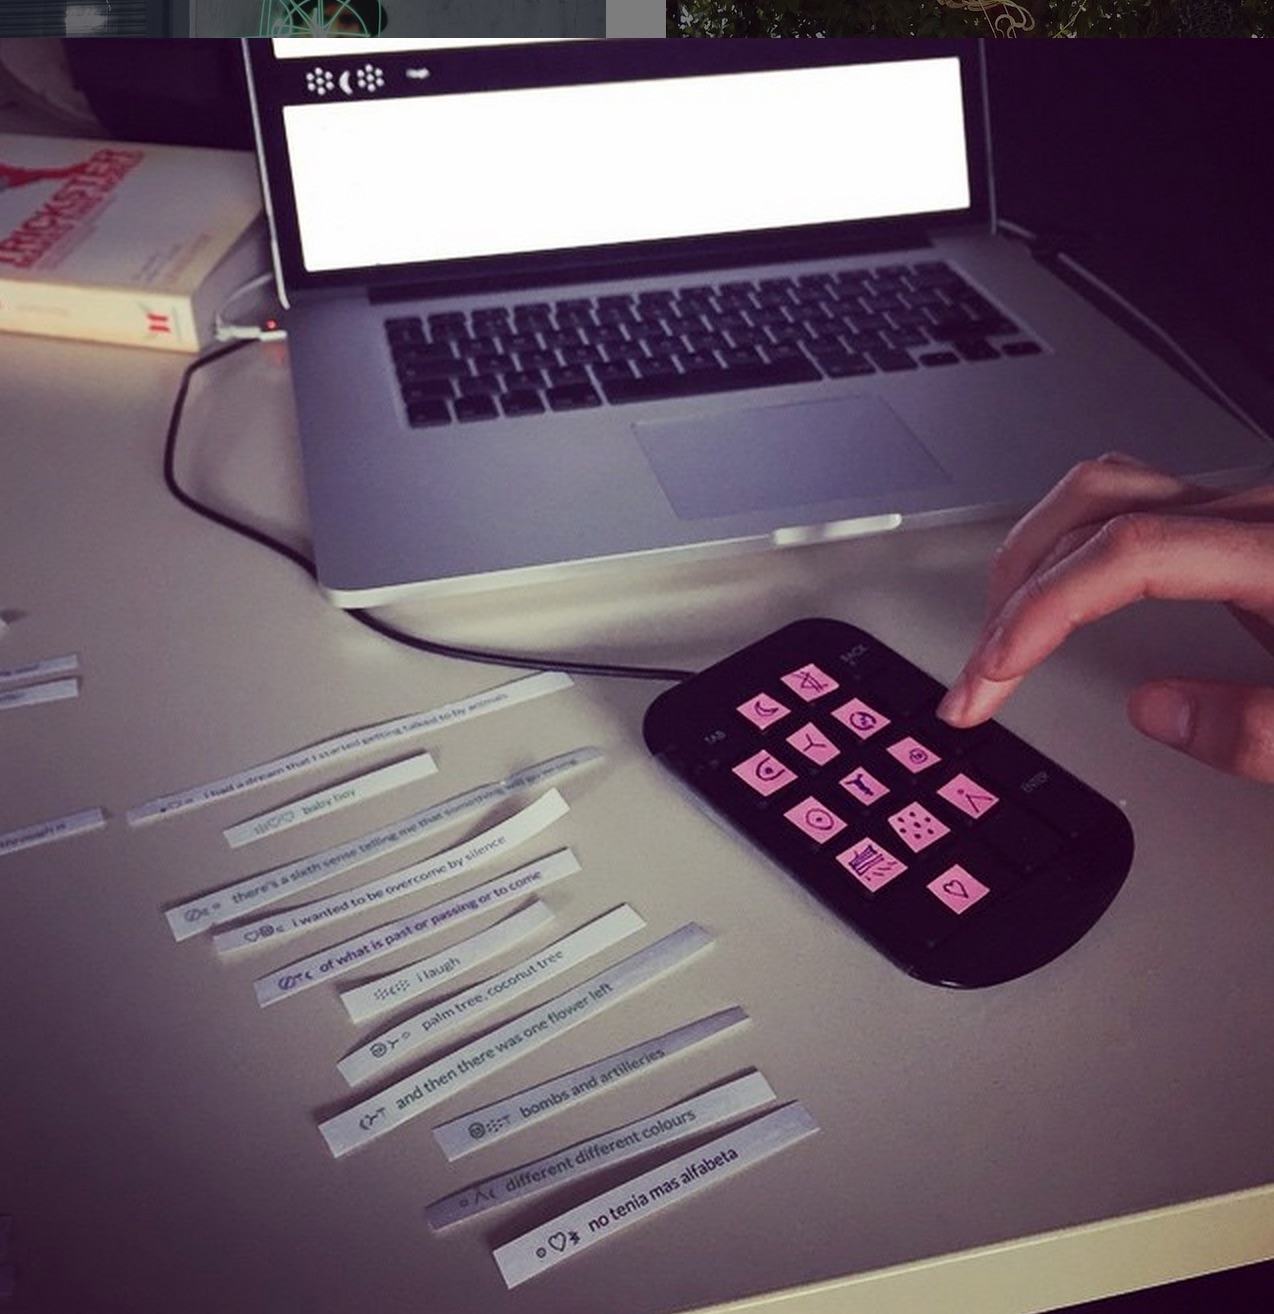 TRICKSTER
BACK
TAB
ENTER
i had a dream that i started getting talked to by animals
baby boy
there's a sixth sense telling me that something will go wrong
i wanted to be overcome by silence
of what is past or passing or to come
i laugh
palm tree, coconut tree
and then there was one flower left
bombs and artilleries
different different colours
no tenia mas alfabeta